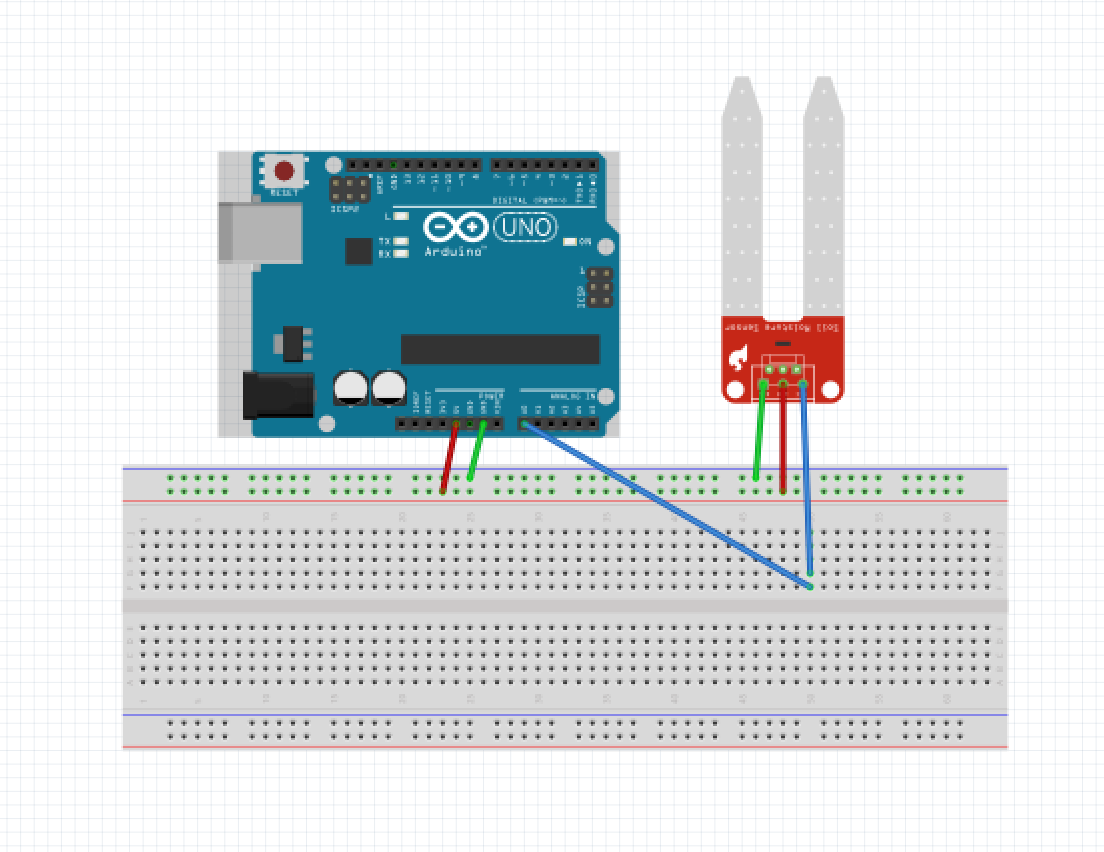 RESET
ICSP2
AREF
GND
13
12
~11
~10
~9
8
7
~6
~5
4
~3
2
TX0▸1
RX0◂0
DIGITAL (PWM=~)
L
TX
RX
UNO
ON
Arduino™
1
ICSP
Soil Moisture Sensor
POWER
ANALOG IN
IOREF
RESET
3V3
5V
GND
GND
VIN
A0
A1
A2
A3
A4
A5
1 5 10 15 20 25 30 35 40 45 50 55 60
J J
I I
H H
G G
F F
E E
D D
C C
B B
A A
1 5 10 15 20 25 30 35 40 45 50 55 60